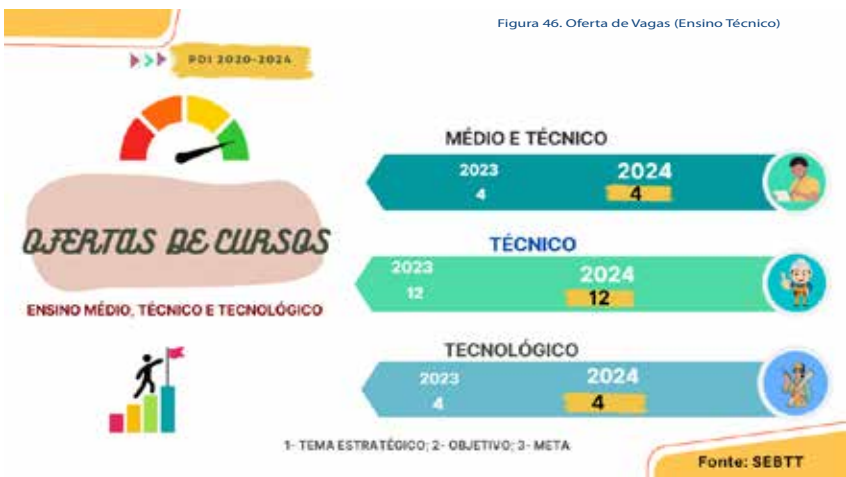 Figura 46. Oferta de Vagas (Ensino Técnico)
PDI 2020-2024
OFERTAS DE CURSOS
ENSINO MÉDIO, TÉCNICO E TECNOLÓGICO
MÉDIO E TÉCNICO
2023 2024
4 4
TÉCNICO
2023 2024
12 12
TECNOLÓGICO
2023 2024
4 4
1- TEMA ESTRATÉGICO; 2- OBJETIVO; 3- META
Fonte: SEBTT